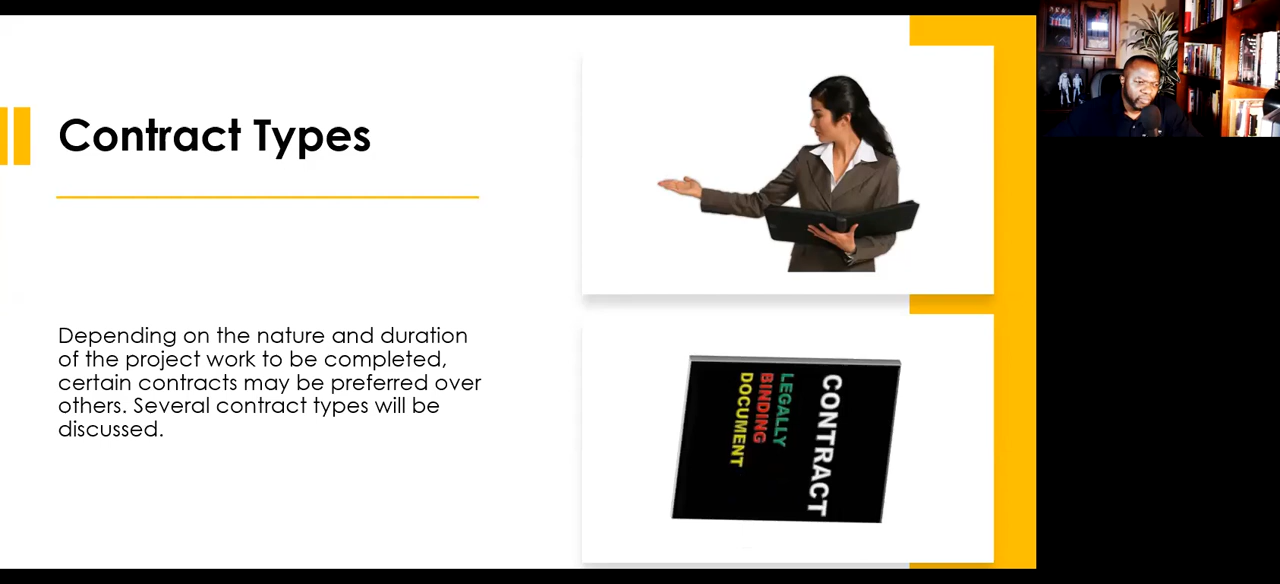 Contract Types
Depending on the nature and duration
of the project work to be completed,
certain contracts may be preferred over
others. Several contract types will be
discussed.
CONTRACT
LEGALLY
BINDING
DOCUMENT